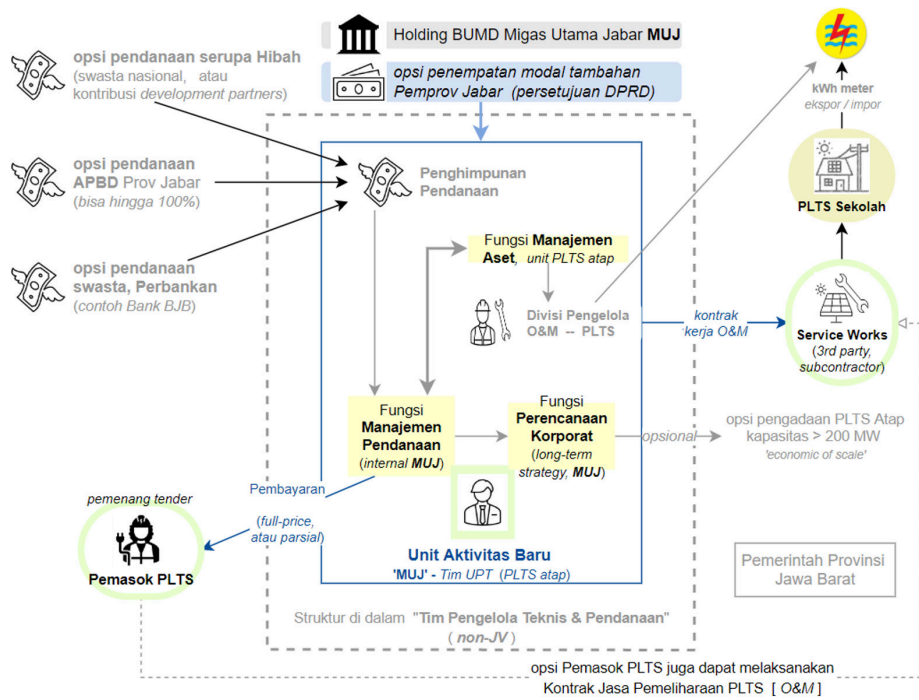 Holding BUMD Migas Utama Jabar MUJ
opsi penempatan modal tambahan
Pemprov Jabar (persetujuan DPRD)
opsi pendanaan serupa Hibah
(swasta nasional, atau
kontribusi development partners)
opsi pendanaan
APBD Prov Jabar
(bisa hingga 100%)
opsi pendanaan
swasta, Perbankan
(contoh Bank BJB)
Penghimpunan
Pendanaan
Fungsi Manajemen
Aset, unit PLTS atap
Divisi Pengelola
O&M -- PLTS
kontrak
kerja O&M
kWh meter
ekspor / impor
PLTS Sekolah
Service Works
(3rd party,
subcontractor)
Fungsi
Manajemen
Pendanaan
(internal MUJ)
Fungsi
Perencanaan
Korporat
(long-term
strategy, MUJ)
opsional
opsi pengadaan PLTS Atap
kapasitas > 200 MW
'economic of scale'
Pembayaran
(full-price,
atau parsial)
pemenang tender
Pemasok PLTS
Unit Aktivitas Baru
'MUJ' - Tim UPT (PLTS atap)
Struktur di dalam "Tim Pengelola Teknis & Pendanaan"
( non-JV )
Pemerintah Provinsi
Jawa Barat
opsi Pemasok PLTS juga dapat melaksanakan
Kontrak Jasa Pemeliharaan PLTS [ O&M ]